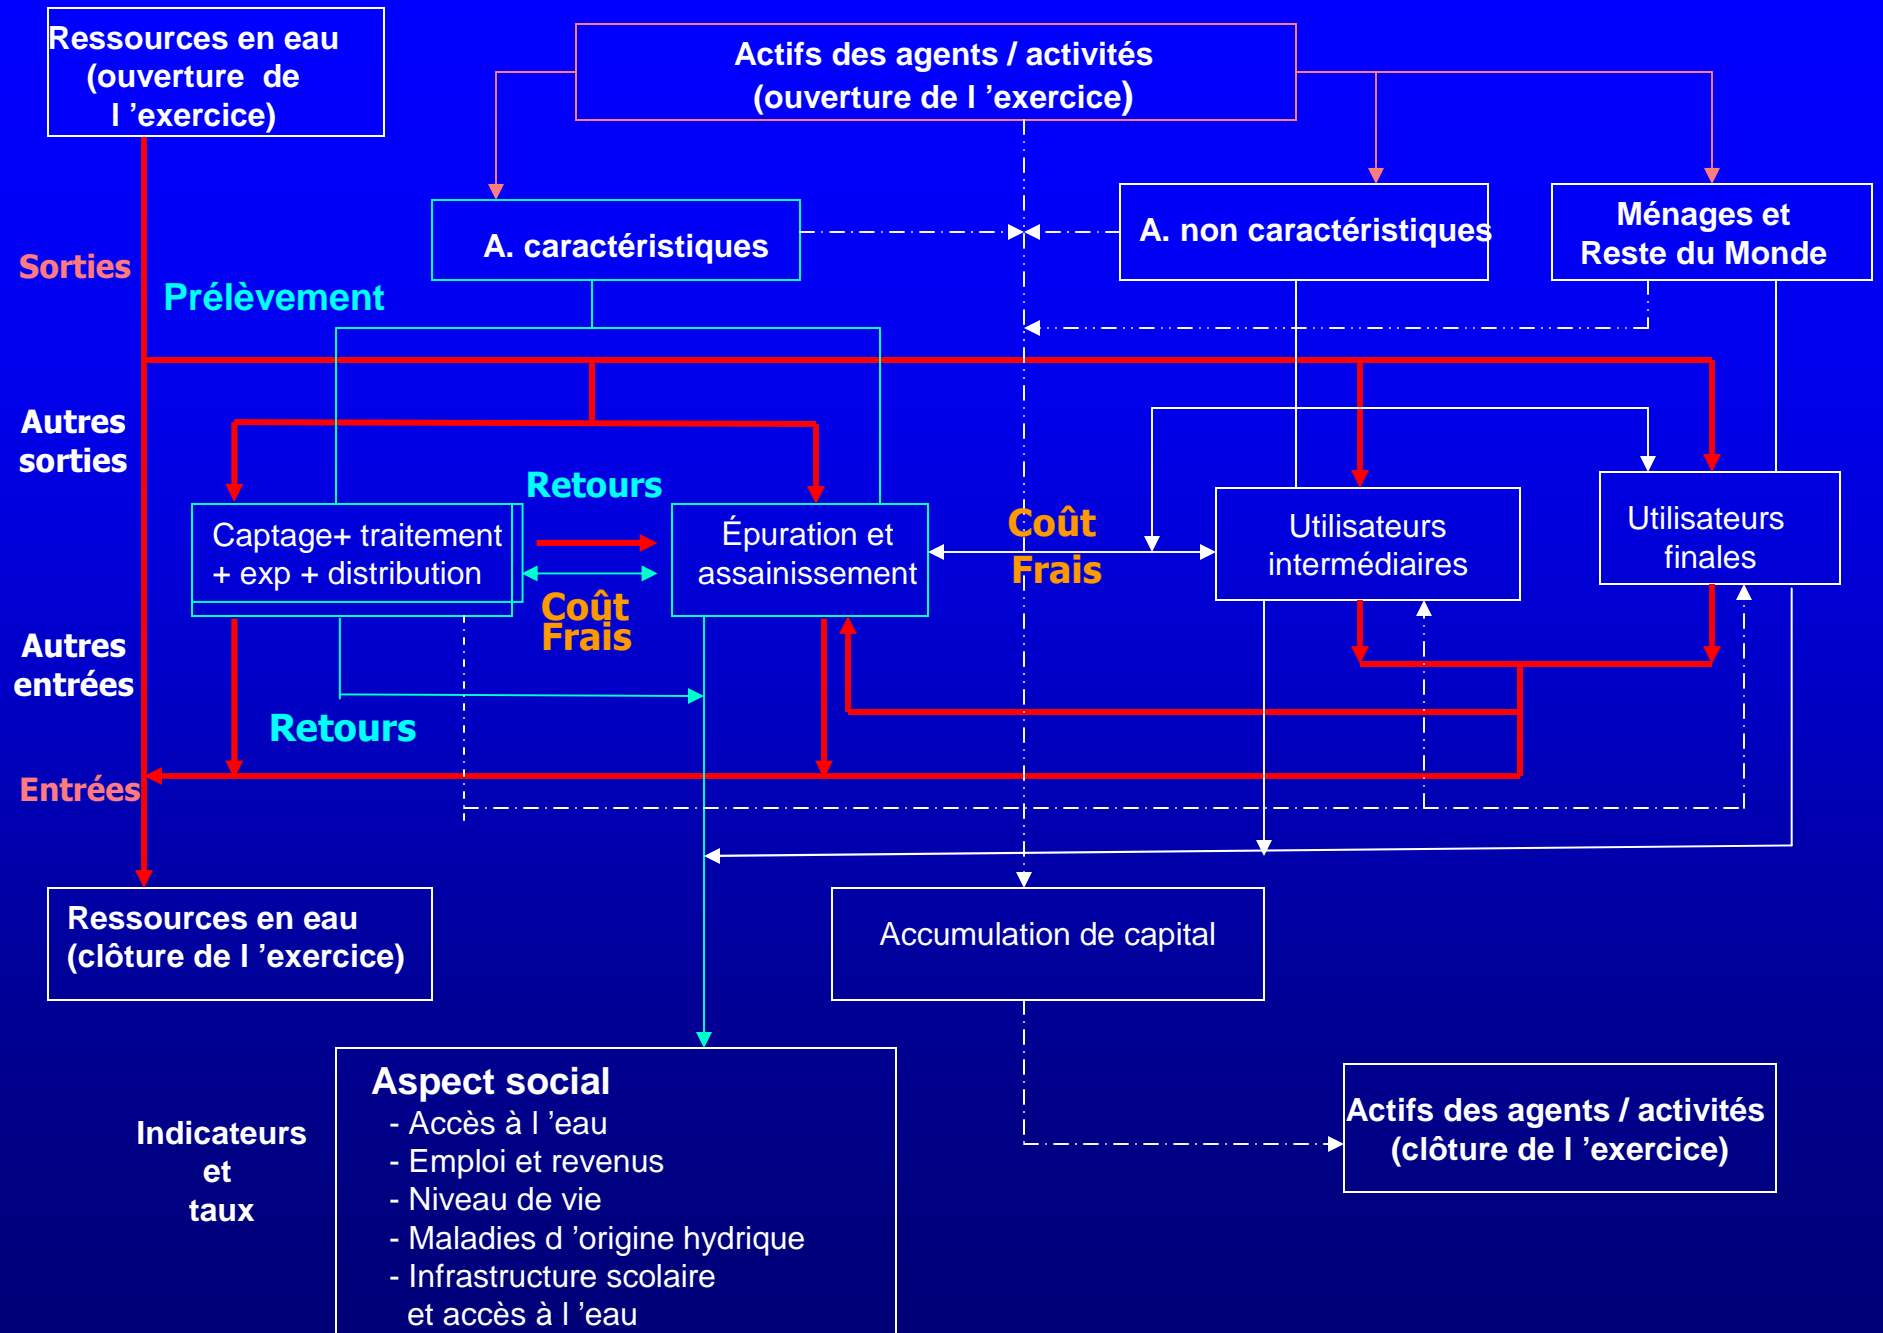 Ressources en eau
(ouverture de
l ’exercice)
Actifs des agents / activités
(ouverture de l ’exercice)
A. caractéristiques
A. non caractéristiques
Ménages et
Reste du Monde
Sorties
Prélèvement
Autres
sorties
Retours
Captage+ traitement
+ exp + distribution
Épuration et
assainissement
Coût
Frais
Coût
Frais
Utilisateurs
intermédiaires
Utilisateurs
finales
Autres
entrées
Retours
Entrées
Ressources en eau
(clôture de l ’exercice)
Accumulation de capital
Indicateurs
et
taux
Aspect social
- Accès à l ’eau
- Emploi et revenus
- Niveau de vie
- Maladies d ’origine hydrique
- Infrastructure scolaire
et accès à l ’eau
Actifs des agents / activités
(clôture de l ’exercice)